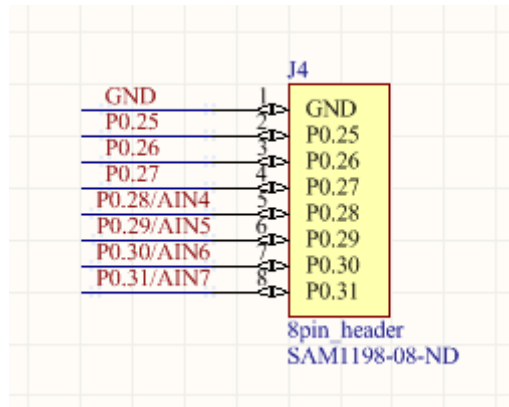 J4
GND 1 GND
P0.25 2 P0.25
P0.26 3 P0.26
P0.27 4 P0.27
P0.28/AIN4 5 P0.28
P0.29/AIN5 6 P0.29
P0.30/AIN6 7 P0.30
P0.31/AIN7 8 P0.31
8pin_header
SAM1198-08-ND